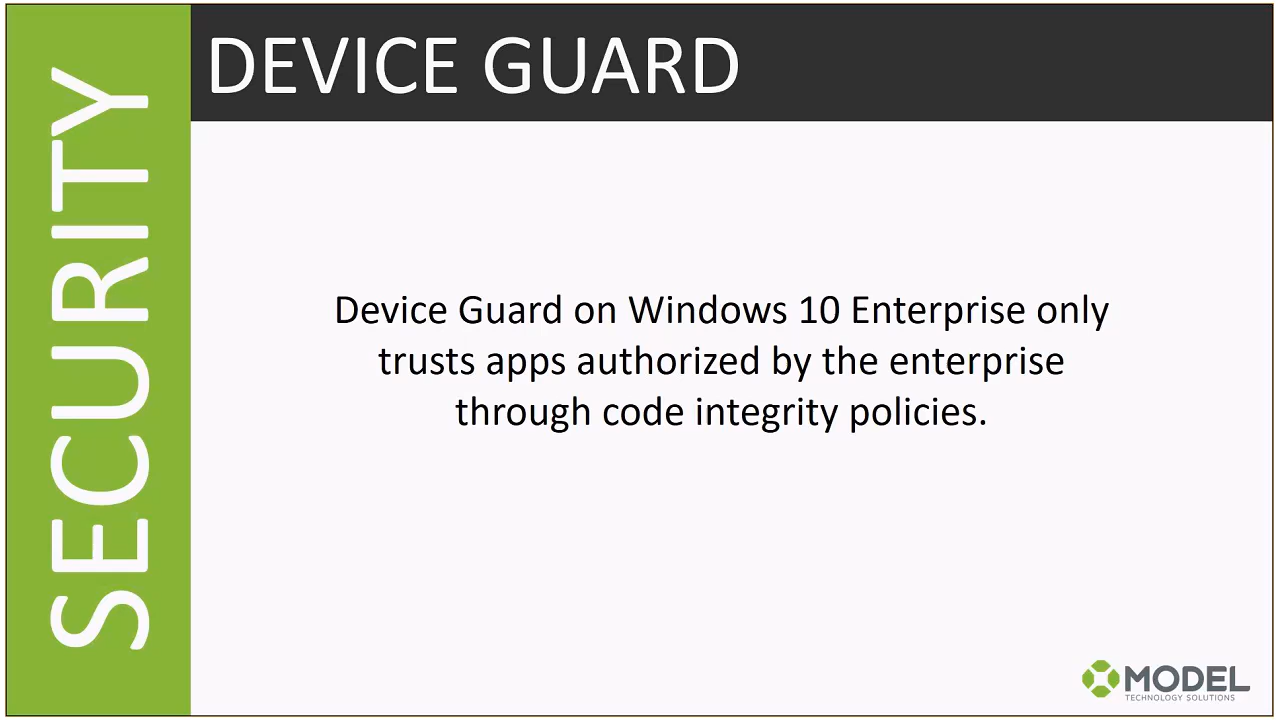 SECURITY
DEVICE GUARD
Device Guard on Windows 10 Enterprise only
trusts apps authorized by the enterprise
through code integrity policies.
MODEL
TECHNOLOGY SOLUTIONS